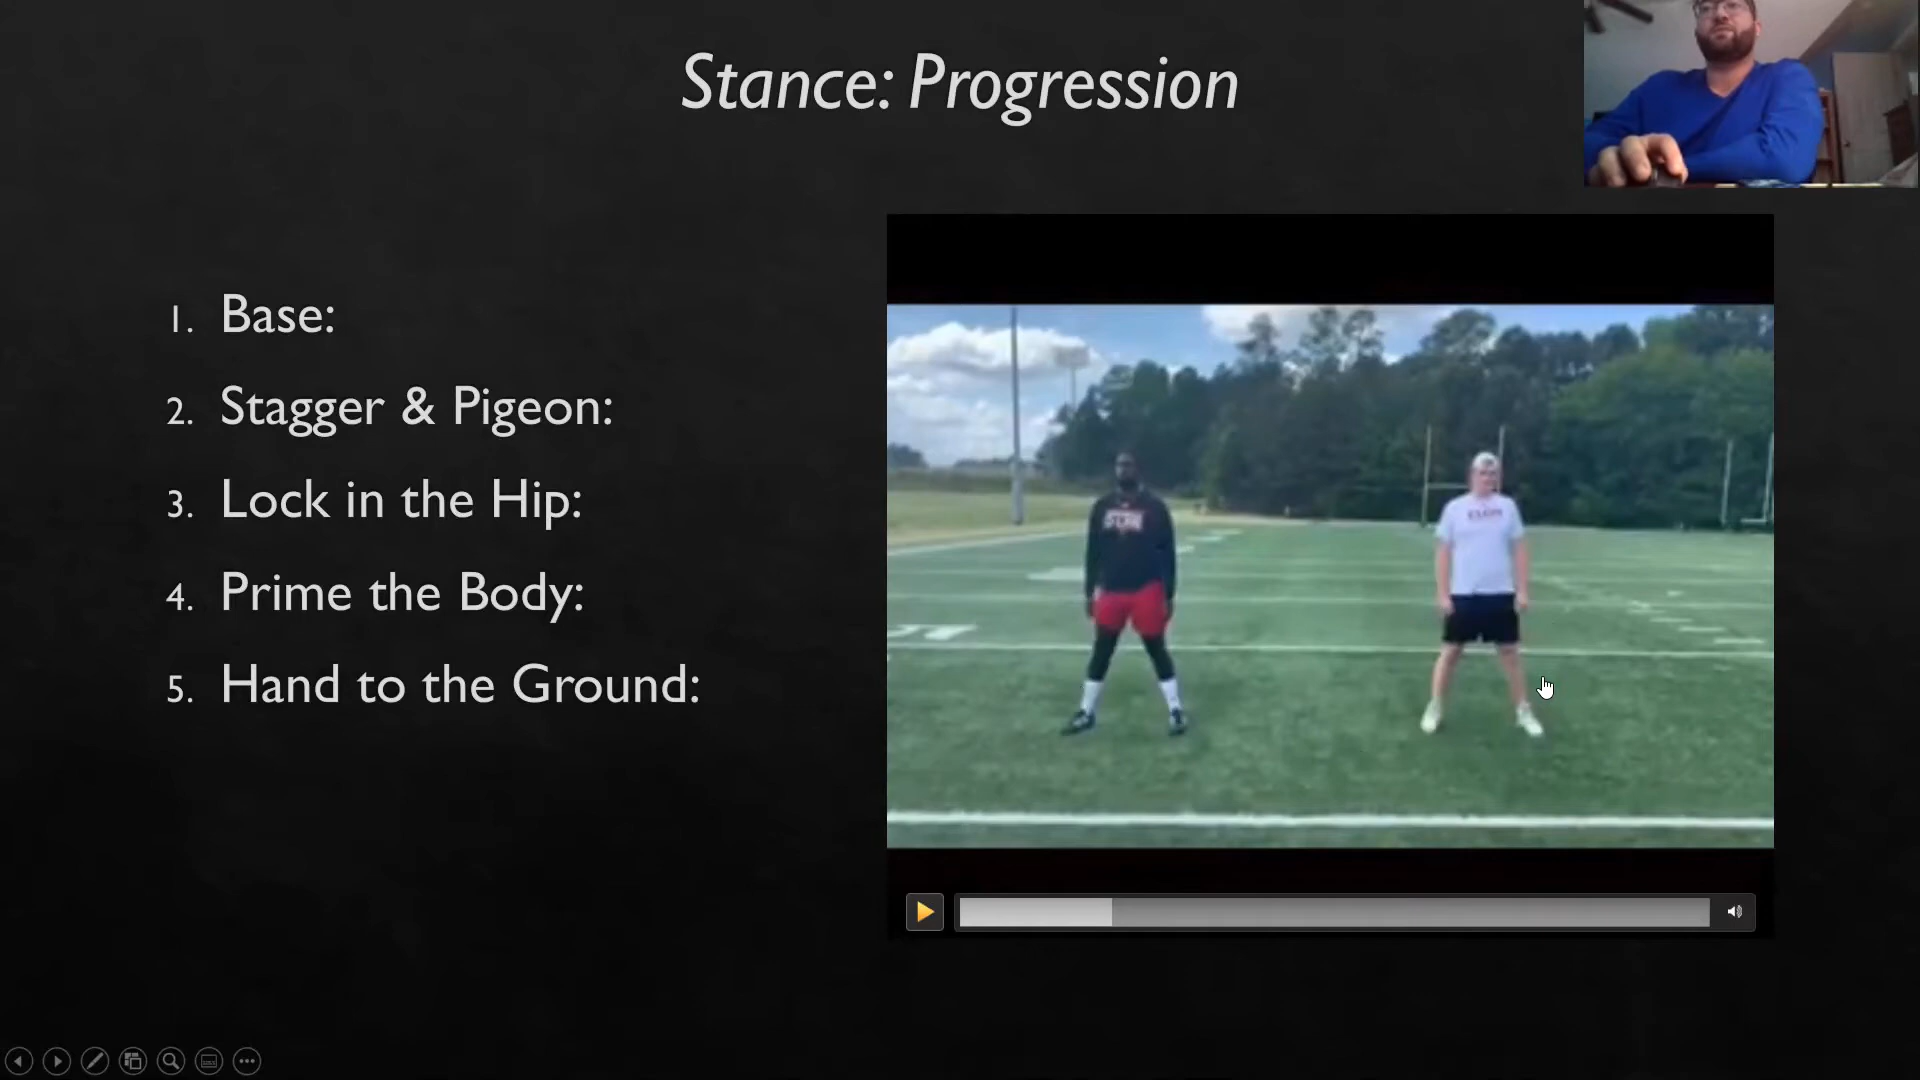 Stance: Progression
1. Base:
2. Stagger & Pigeon:
3. Lock in the Hip:
4. Prime the Body:
5. Hand to the Ground: